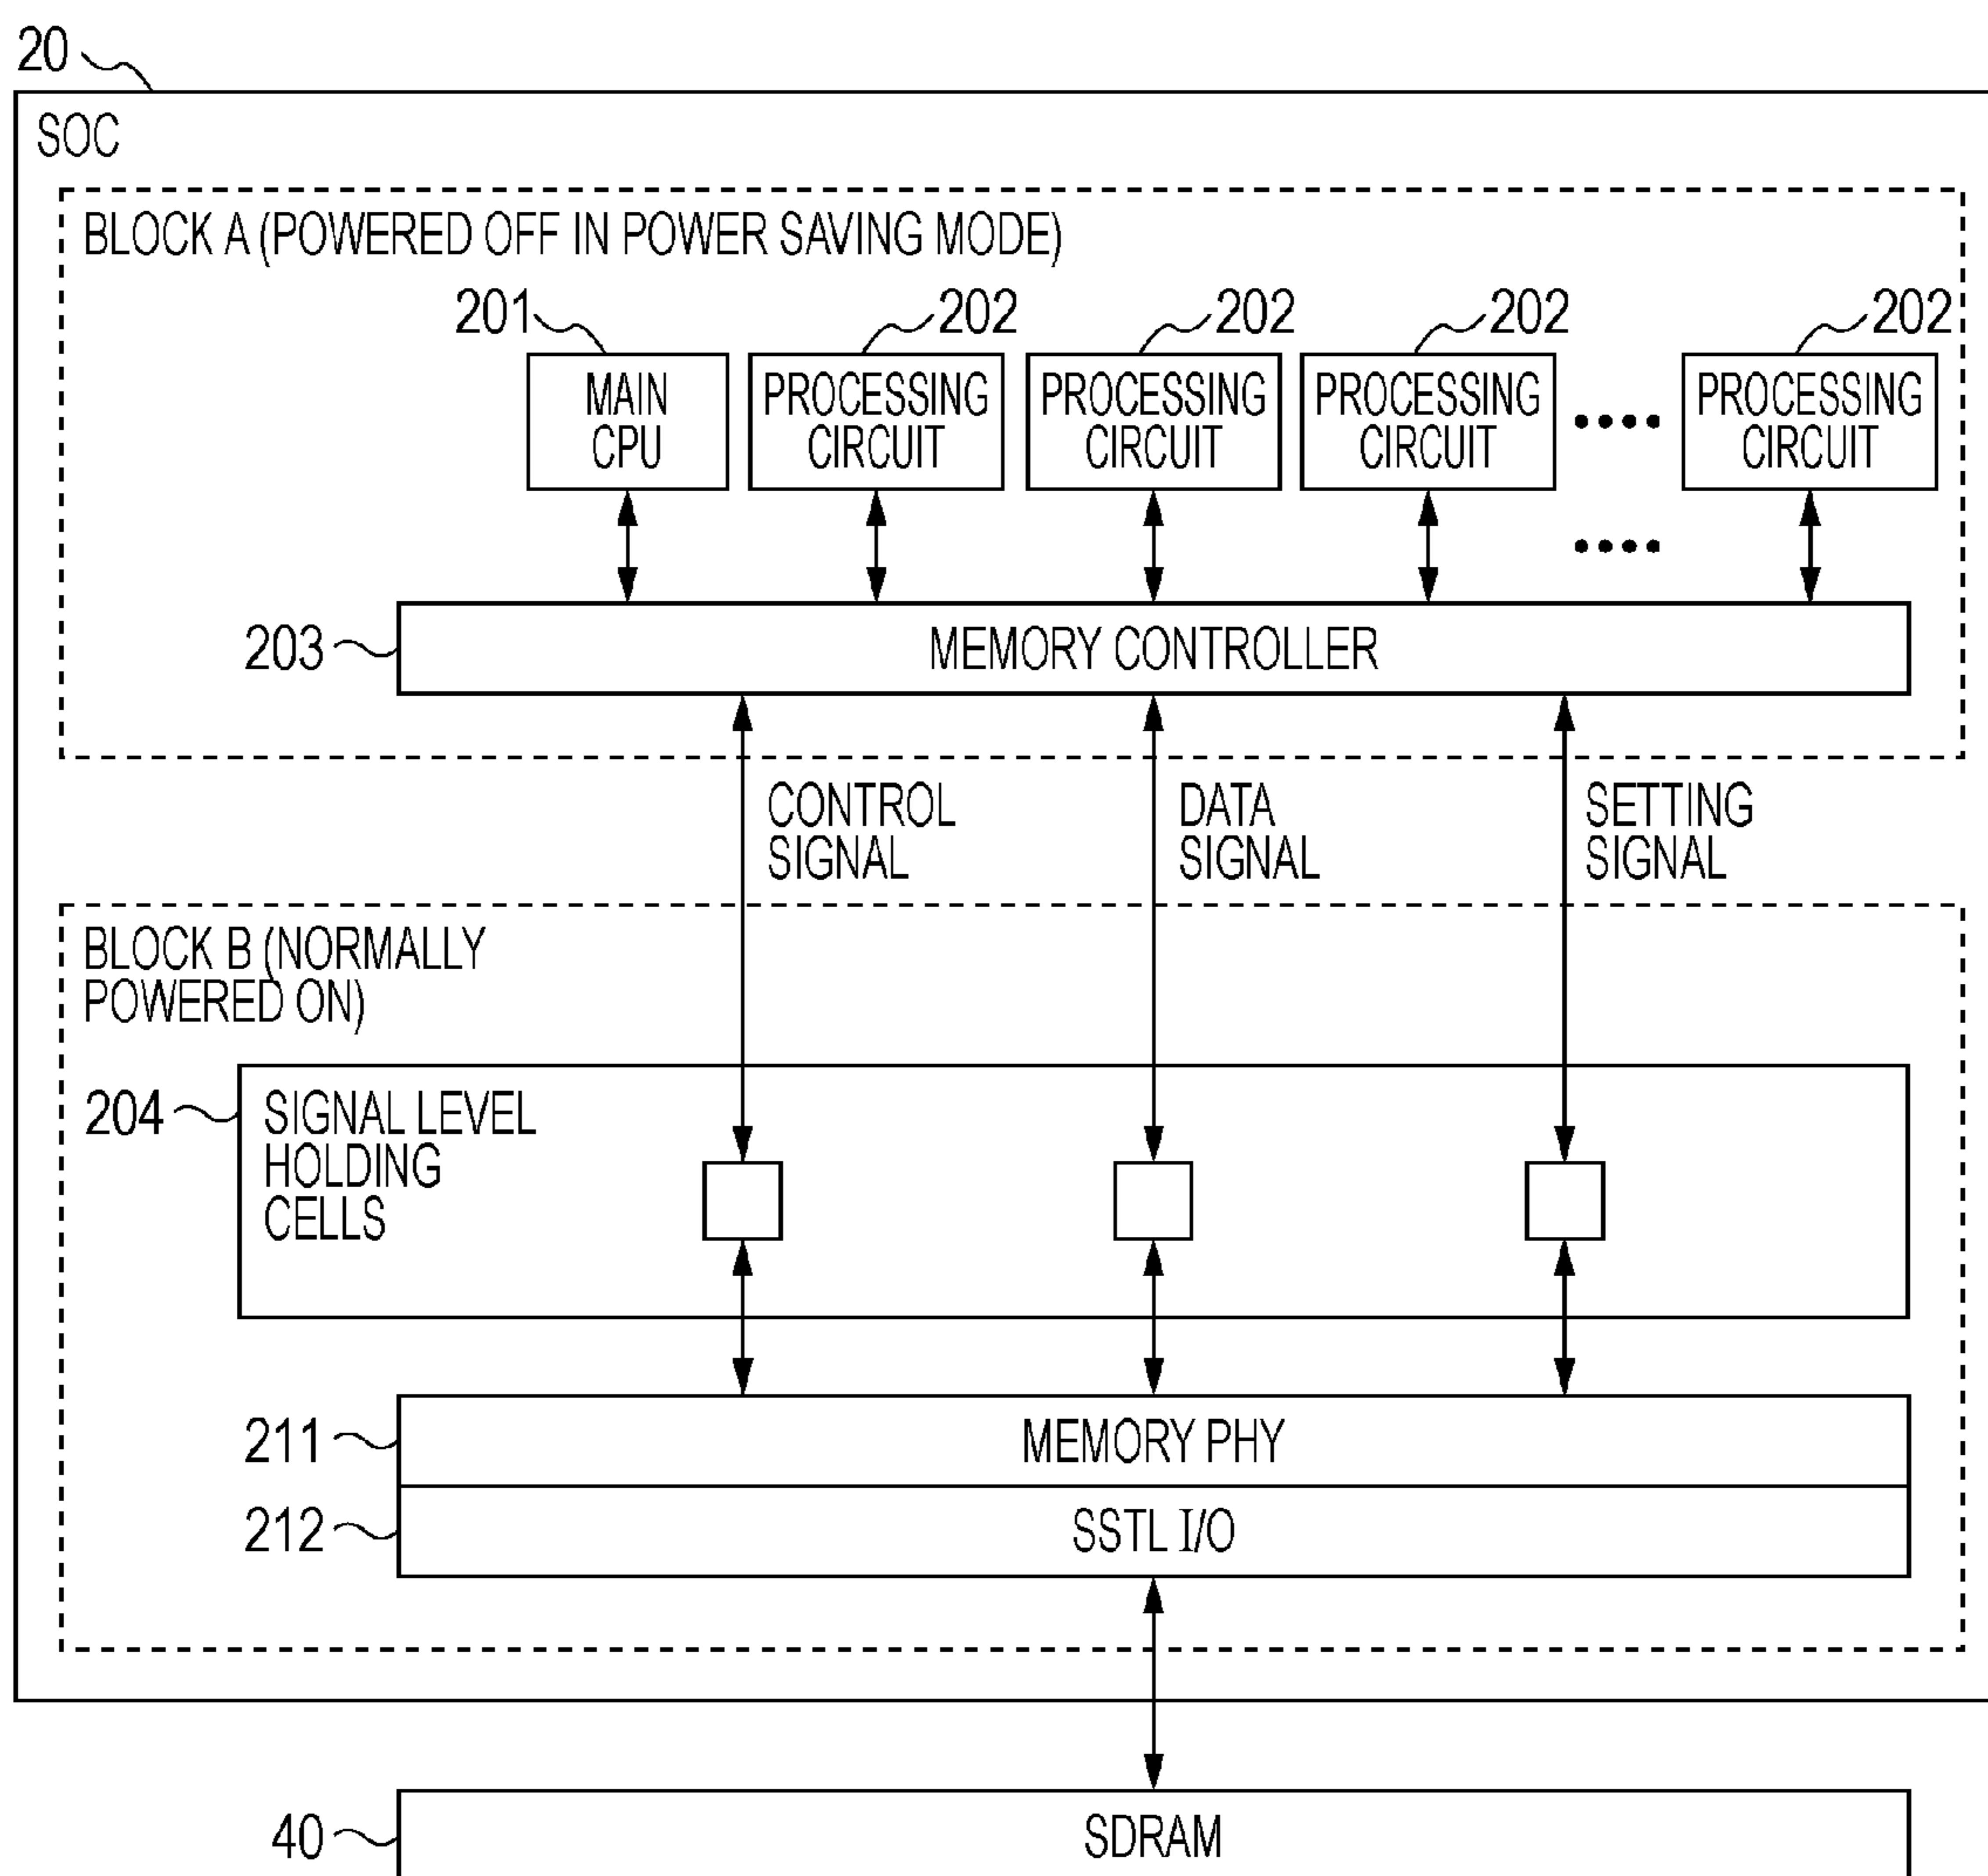 20
SOC
BLOCK A (POWERED OFF IN POWER SAVING MODE)
201 202 202 202 202
MAIN
CPU
PROCESSING
CIRCUIT
PROCESSING
CIRCUIT
PROCESSING
CIRCUIT
PROCESSING
CIRCUIT
203
MEMORY CONTROLLER
CONTROL
SIGNAL
DATA
SIGNAL
SETTING
SIGNAL
BLOCK B (NORMALLY
POWERED ON)
204
SIGNAL LEVEL
HOLDING
CELLS
211
MEMORY PHY
212
SSTL I/O
40
SDRAM